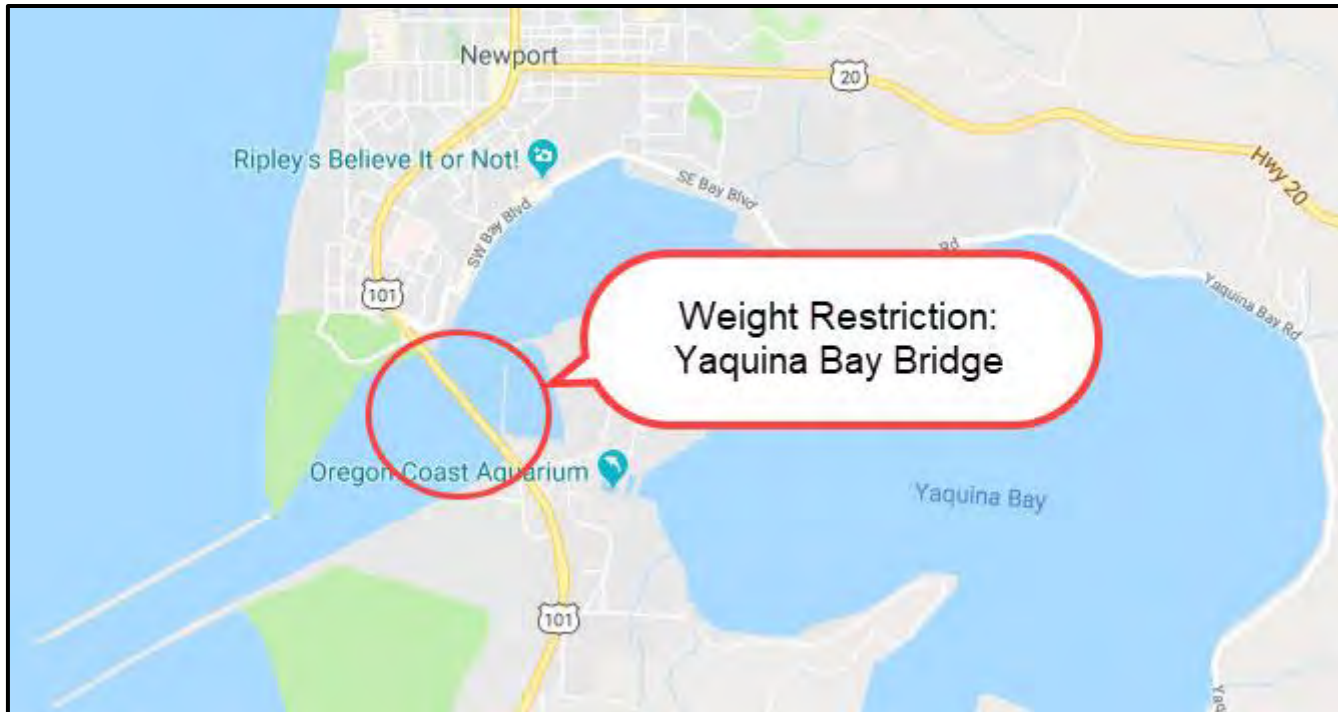 Newport
20
Ripley's Believe It or Not!
SE Bay Blvd
Hwy 20
SW Bay Blvd
Rd
Yaquina Bay Rd
101
Weight Restriction:
Yaquina Bay Bridge
Oregon Coast Aquarium
Yaquina Bay
101